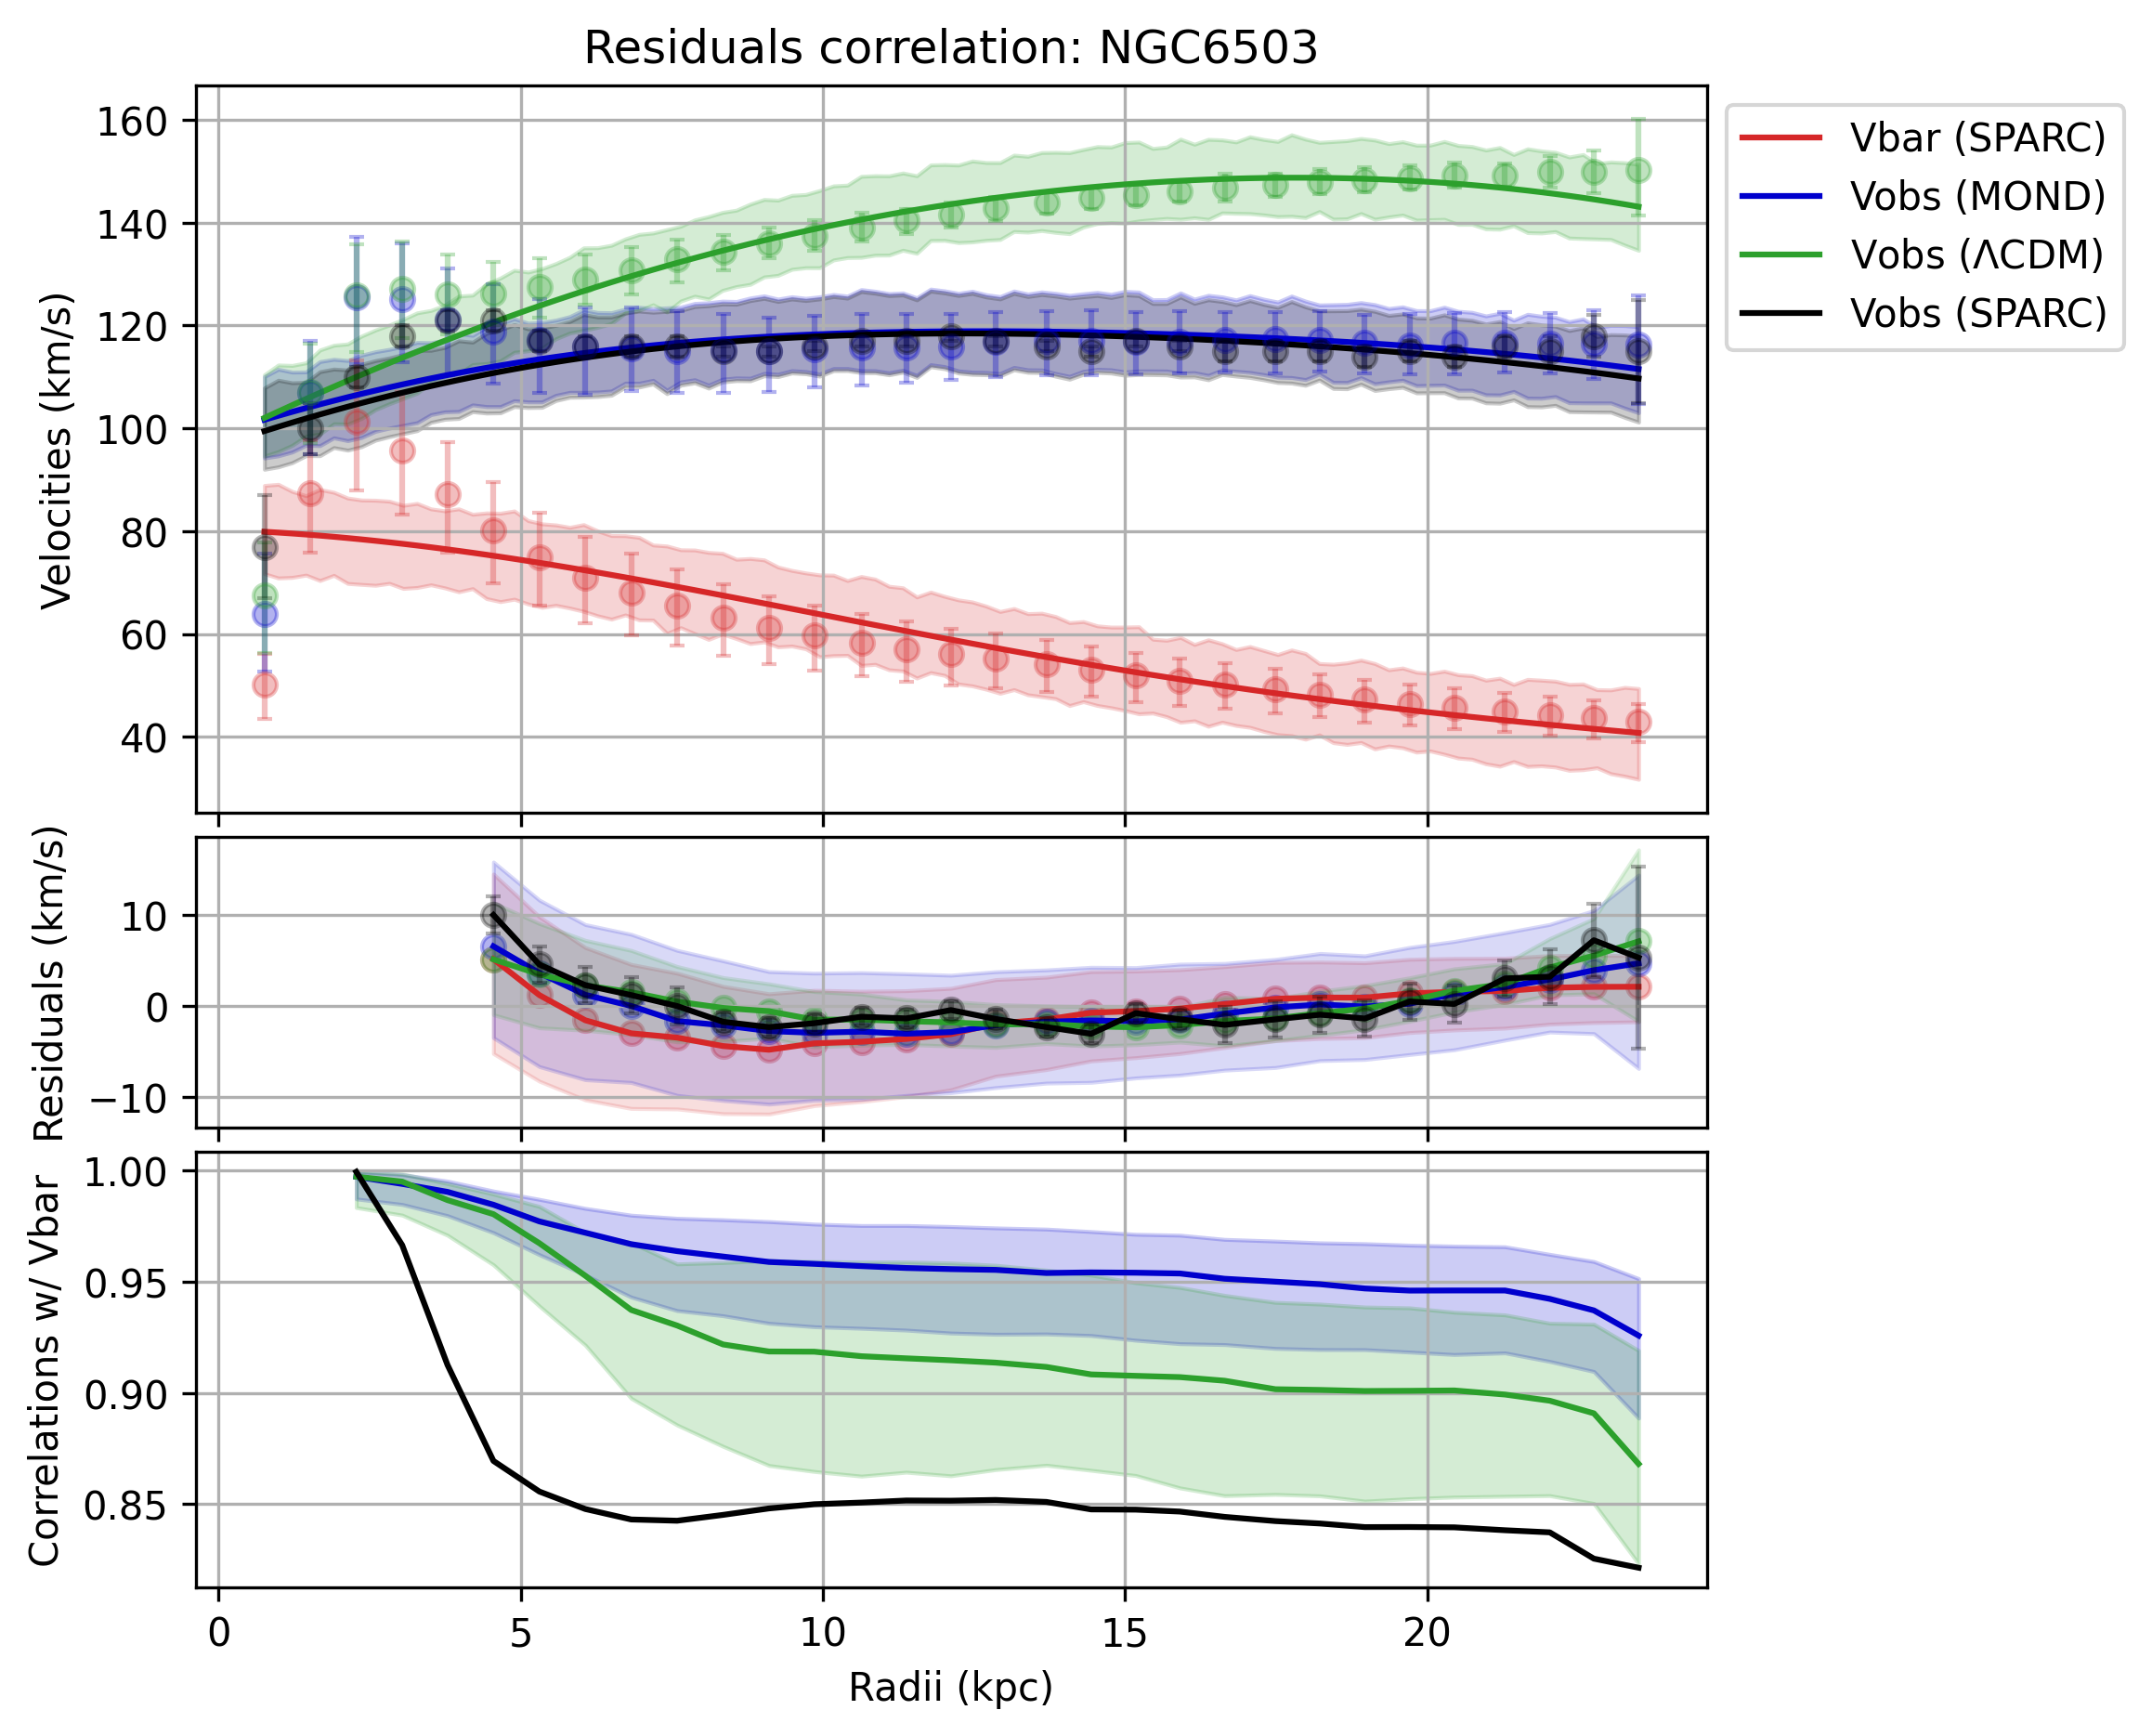 Residuals correlation: NGC6503
Velocities (km/s)
160
140
120
100
80
60
40
Vbar (SPARC)
Vobs (MOND)
Vobs (ΛCDM)
Vobs (SPARC)
Residuals (km/s)
10
0
−10
Correlations w/ Vbar
1.00
0.95
0.90
0.85
0 5 10 15 20
Radii (kpc)